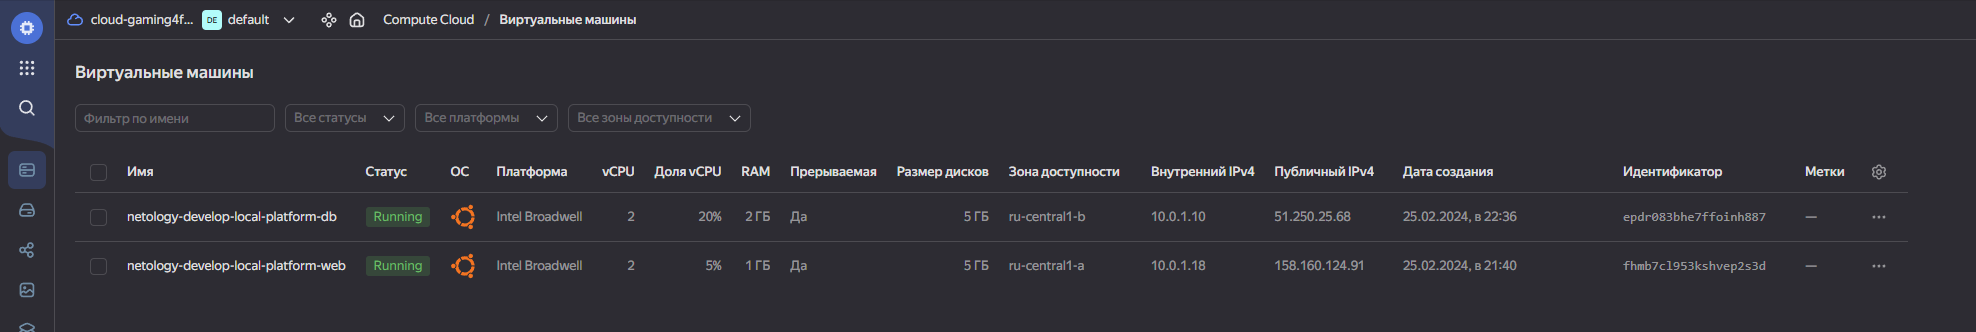 cloud-gaming4f... DE default Compute Cloud / Виртуальные машины
Виртуальные машины
Фильтр по имени Все статусы Все платформы Все зоны доступности
Имя Статус ОС Платформа vCPU Доля vCPU RAM Прерываемая Размер дисков Зона доступности Внутренний IPv4 Публичный IPv4 Дата создания Идентификатор Метки
netology-develop-local-platform-db Running Intel Broadwell 2 20% 2 ГБ Да 5 ГБ ru-central1-b 10.0.1.10 51.250.25.68 25.02.2024, в 22:36 epdr083bhe7ffoinh887 —
netology-develop-local-platform-web Running Intel Broadwell 2 5% 1 ГБ Да 5 ГБ ru-central1-a 10.0.1.18 158.160.124.91 25.02.2024, в 21:40 fhmb7cl953kshvep2s3d —